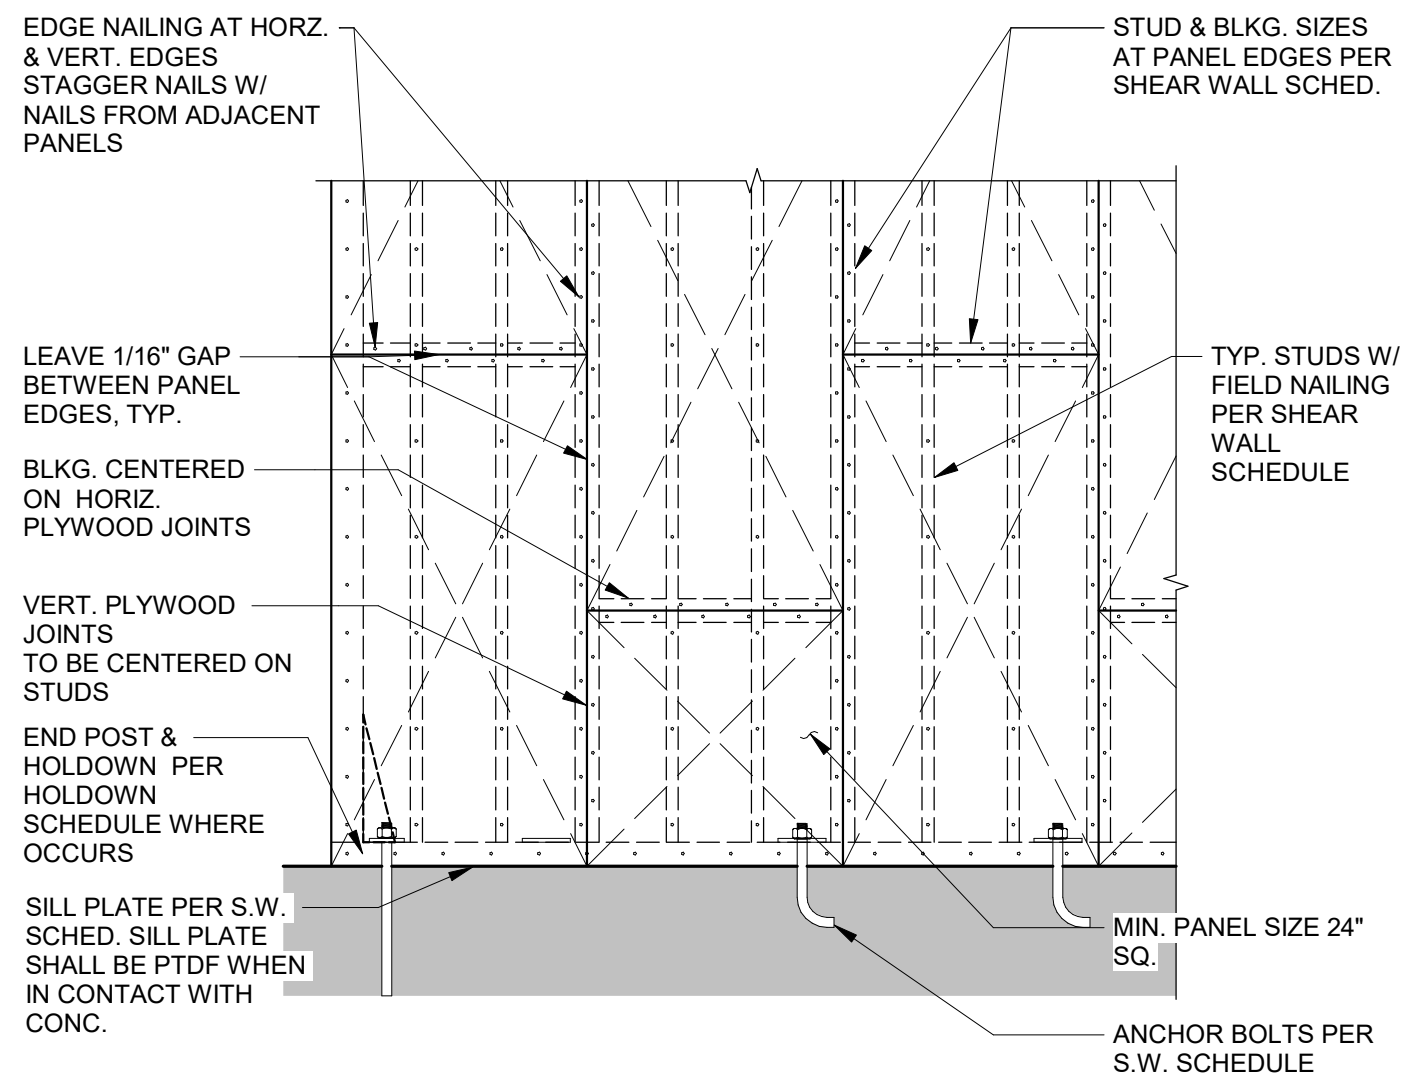 EDGE NAILING AT HORZ.
& VERT. EDGES
STAGGER NAILS W/
NAILS FROM ADJACENT
PANELS
STUD & BLKG. SIZES
AT PANEL EDGES PER
SHEAR WALL SCHED.
LEAVE 1/16" GAP
BETWEEN PANEL
EDGES, TYP.
TYP. STUDS W/
FIELD NAILING
PER SHEAR
WALL
SCHEDULE
BLKG. CENTERED
ON HORIZ.
PLYWOOD JOINTS
VERT. PLYWOOD
JOINTS
TO BE CENTERED ON
STUDS
END POST &
HOLDOWN PER
HOLDOWN
SCHEDULE WHERE
OCCURS
SILL PLATE PER S.W.
SCHED. SILL PLATE
SHALL BE PTDF WHEN
IN CONTACT WITH
CONC.
MIN. PANEL SIZE 24"
SQ.
ANCHOR BOLTS PER
S.W. SCHEDULE